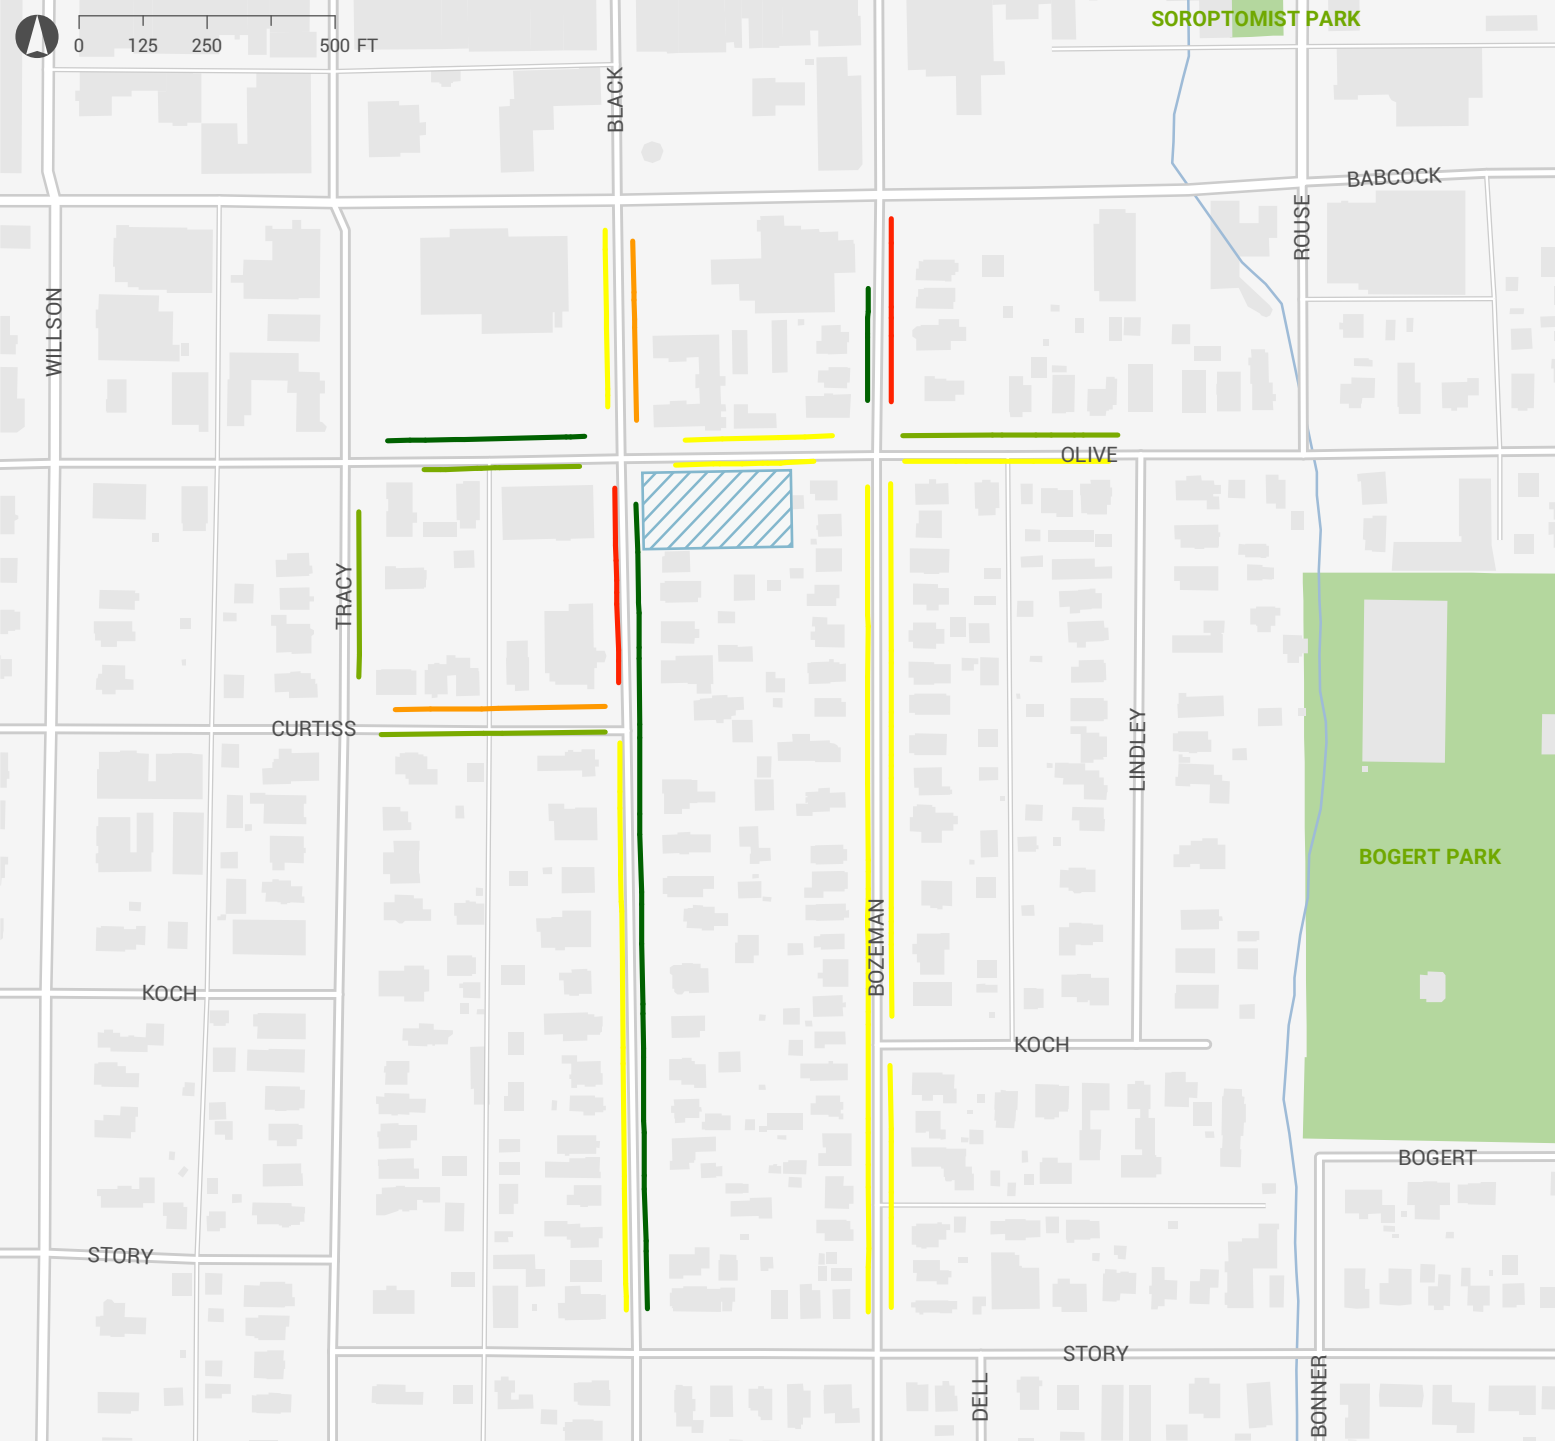 SOROPTOMIST PARK
0 125 250 500 FT
BLACK
BABCOCK
ROUSE
WILLSON
OLIVE
TRACY
CURTISS
LINDLEY
BOGERT PARK
BOZEMAN
KOCH
KOCH
BOGERT
STORY
STORY
DELL
BONNER